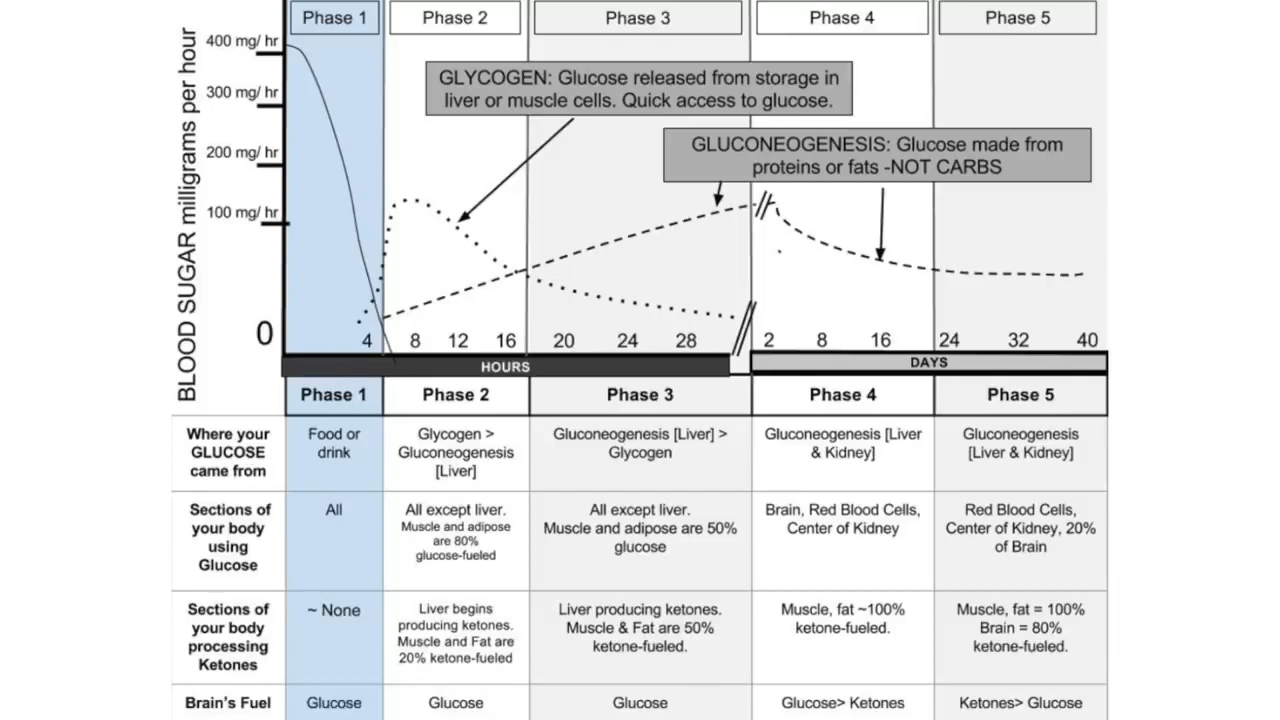 Phase 1
Phase 2
Phase 3
Phase 4
Phase 5
BLOOD SUGAR milligrams per hour
400 mg/ hr
300 mg/ hr
200 mg/ hr
100 mg/ hr
0
GLYCOGEN: Glucose released from storage in
liver or muscle cells. Quick access to glucose.
GLUCONEOGENESIS: Glucose made from
proteins or fats -NOT CARBS
4 8 12 16 20 24 28 2 8 16 24 32 40
HOURS
DAYS
Phase 1
Phase 2
Phase 3
Phase 4
Phase 5
Where your
GLUCOSE
came from
Food or
drink
Glycogen >
Gluconeogenesis
[Liver]
Gluconeogenesis [Liver] >
Glycogen
Gluconeogenesis [Liver
& Kidney]
Gluconeogenesis
[Liver & Kidney]
Sections of
your body
using
Glucose
All
All except liver.
Muscle and adipose
are 80%
glucose-fueled
All except liver.
Muscle and adipose are 50%
glucose
Brain, Red Blood Cells,
Center of Kidney
Red Blood Cells,
Center of Kidney, 20%
of Brain
Sections of
your body
processing
Ketones
~ None
Liver begins
producing ketones.
Muscle and Fat are
20% ketone-fueled
Liver producing ketones.
Muscle & Fat are 50%
ketone-fueled.
Muscle, fat ~100%
ketone-fueled.
Muscle, fat = 100%
Brain = 80%
ketone-fueled.
Brain's Fuel
Glucose
Glucose
Glucose
Glucose> Ketones
Ketones> Glucose